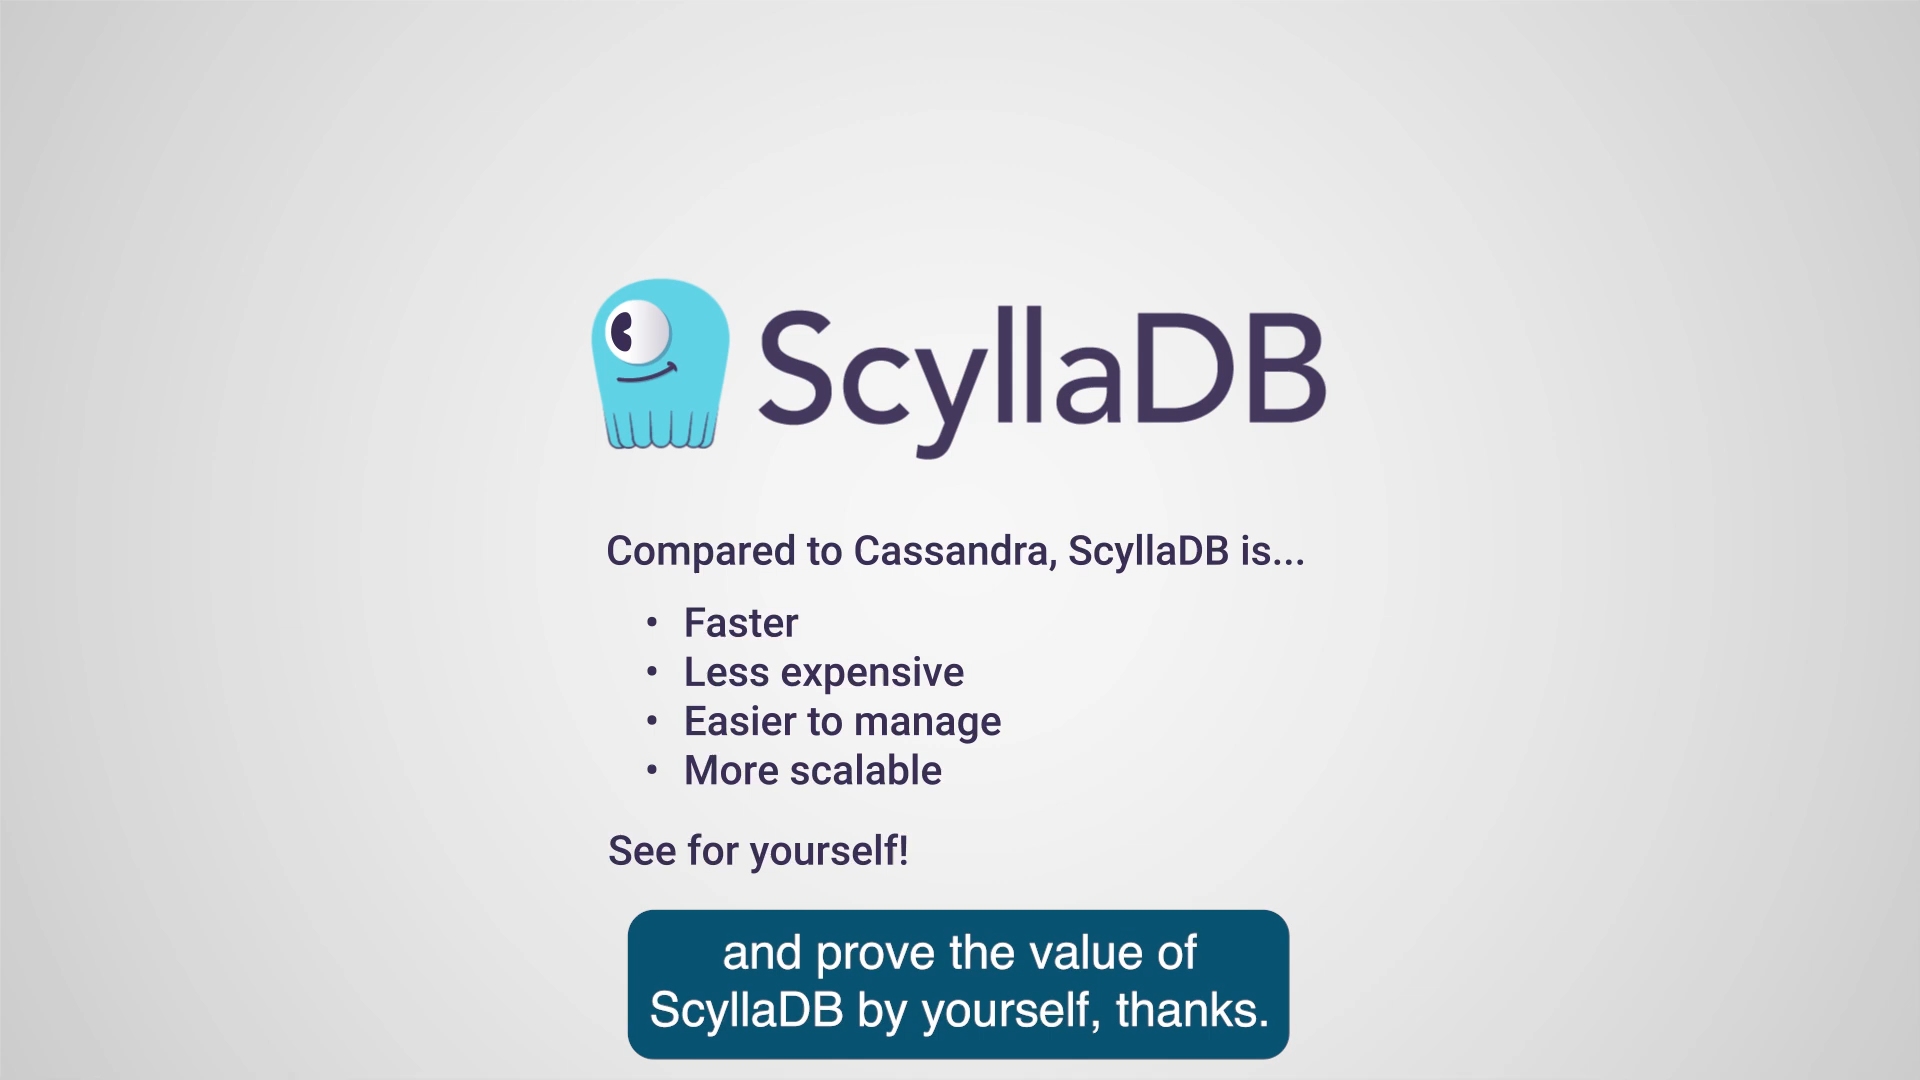 ScyllaDB
Compared to Cassandra, ScyllaDB is...
• Faster
• Less expensive
• Easier to manage
• More scalable
See for yourself!
and prove the value of
ScyllaDB by yourself, thanks.